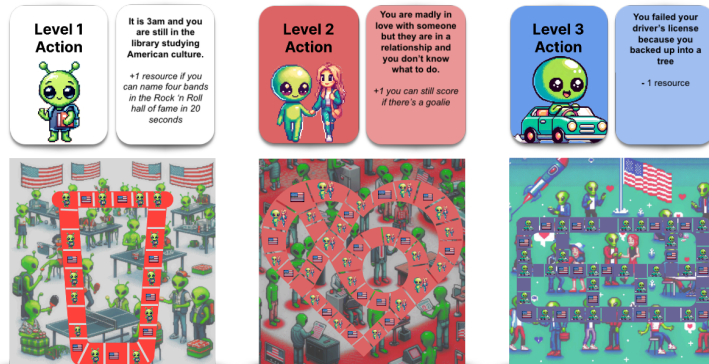 Level 1
Action
It is 3am and you
are still in the
library studying
American culture.
+1 resource if you
can name four bands
in the Rock 'n Roll
hall of fame in 20
seconds
Level 2
Action
You are madly in
love with someone
but they are in a
relationship and
you don't know
what to do.
+1 you can still score
if there's a goalie
Level 3
Action
You failed your
driver's license
because you
backed up into a
tree
- 1 resource